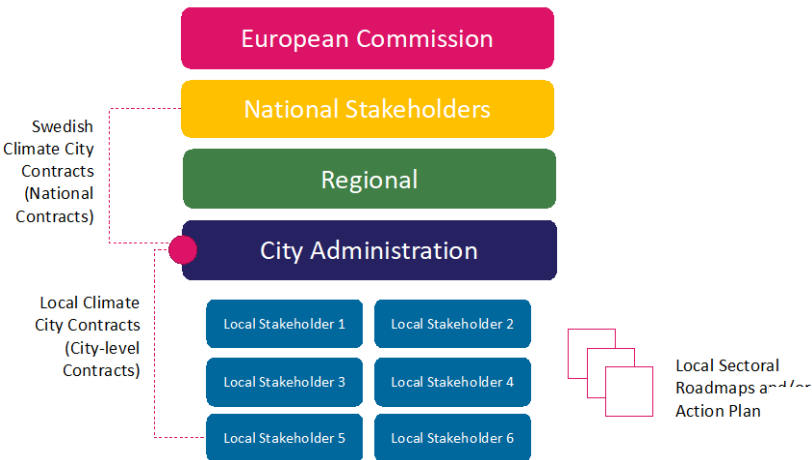 European Commission
National Stakeholders
Swedish
Climate City
Contracts
(National
Contracts)
Regional
City Administration
Local Climate
City Contracts
(City-level
Contracts)
Local Stakeholder 1
Local Stakeholder 2
Local Stakeholder 3
Local Stakeholder 4
Local Stakeholder 5
Local Stakeholder 6
Local Sectoral
Roadmaps and/or
Action Plan